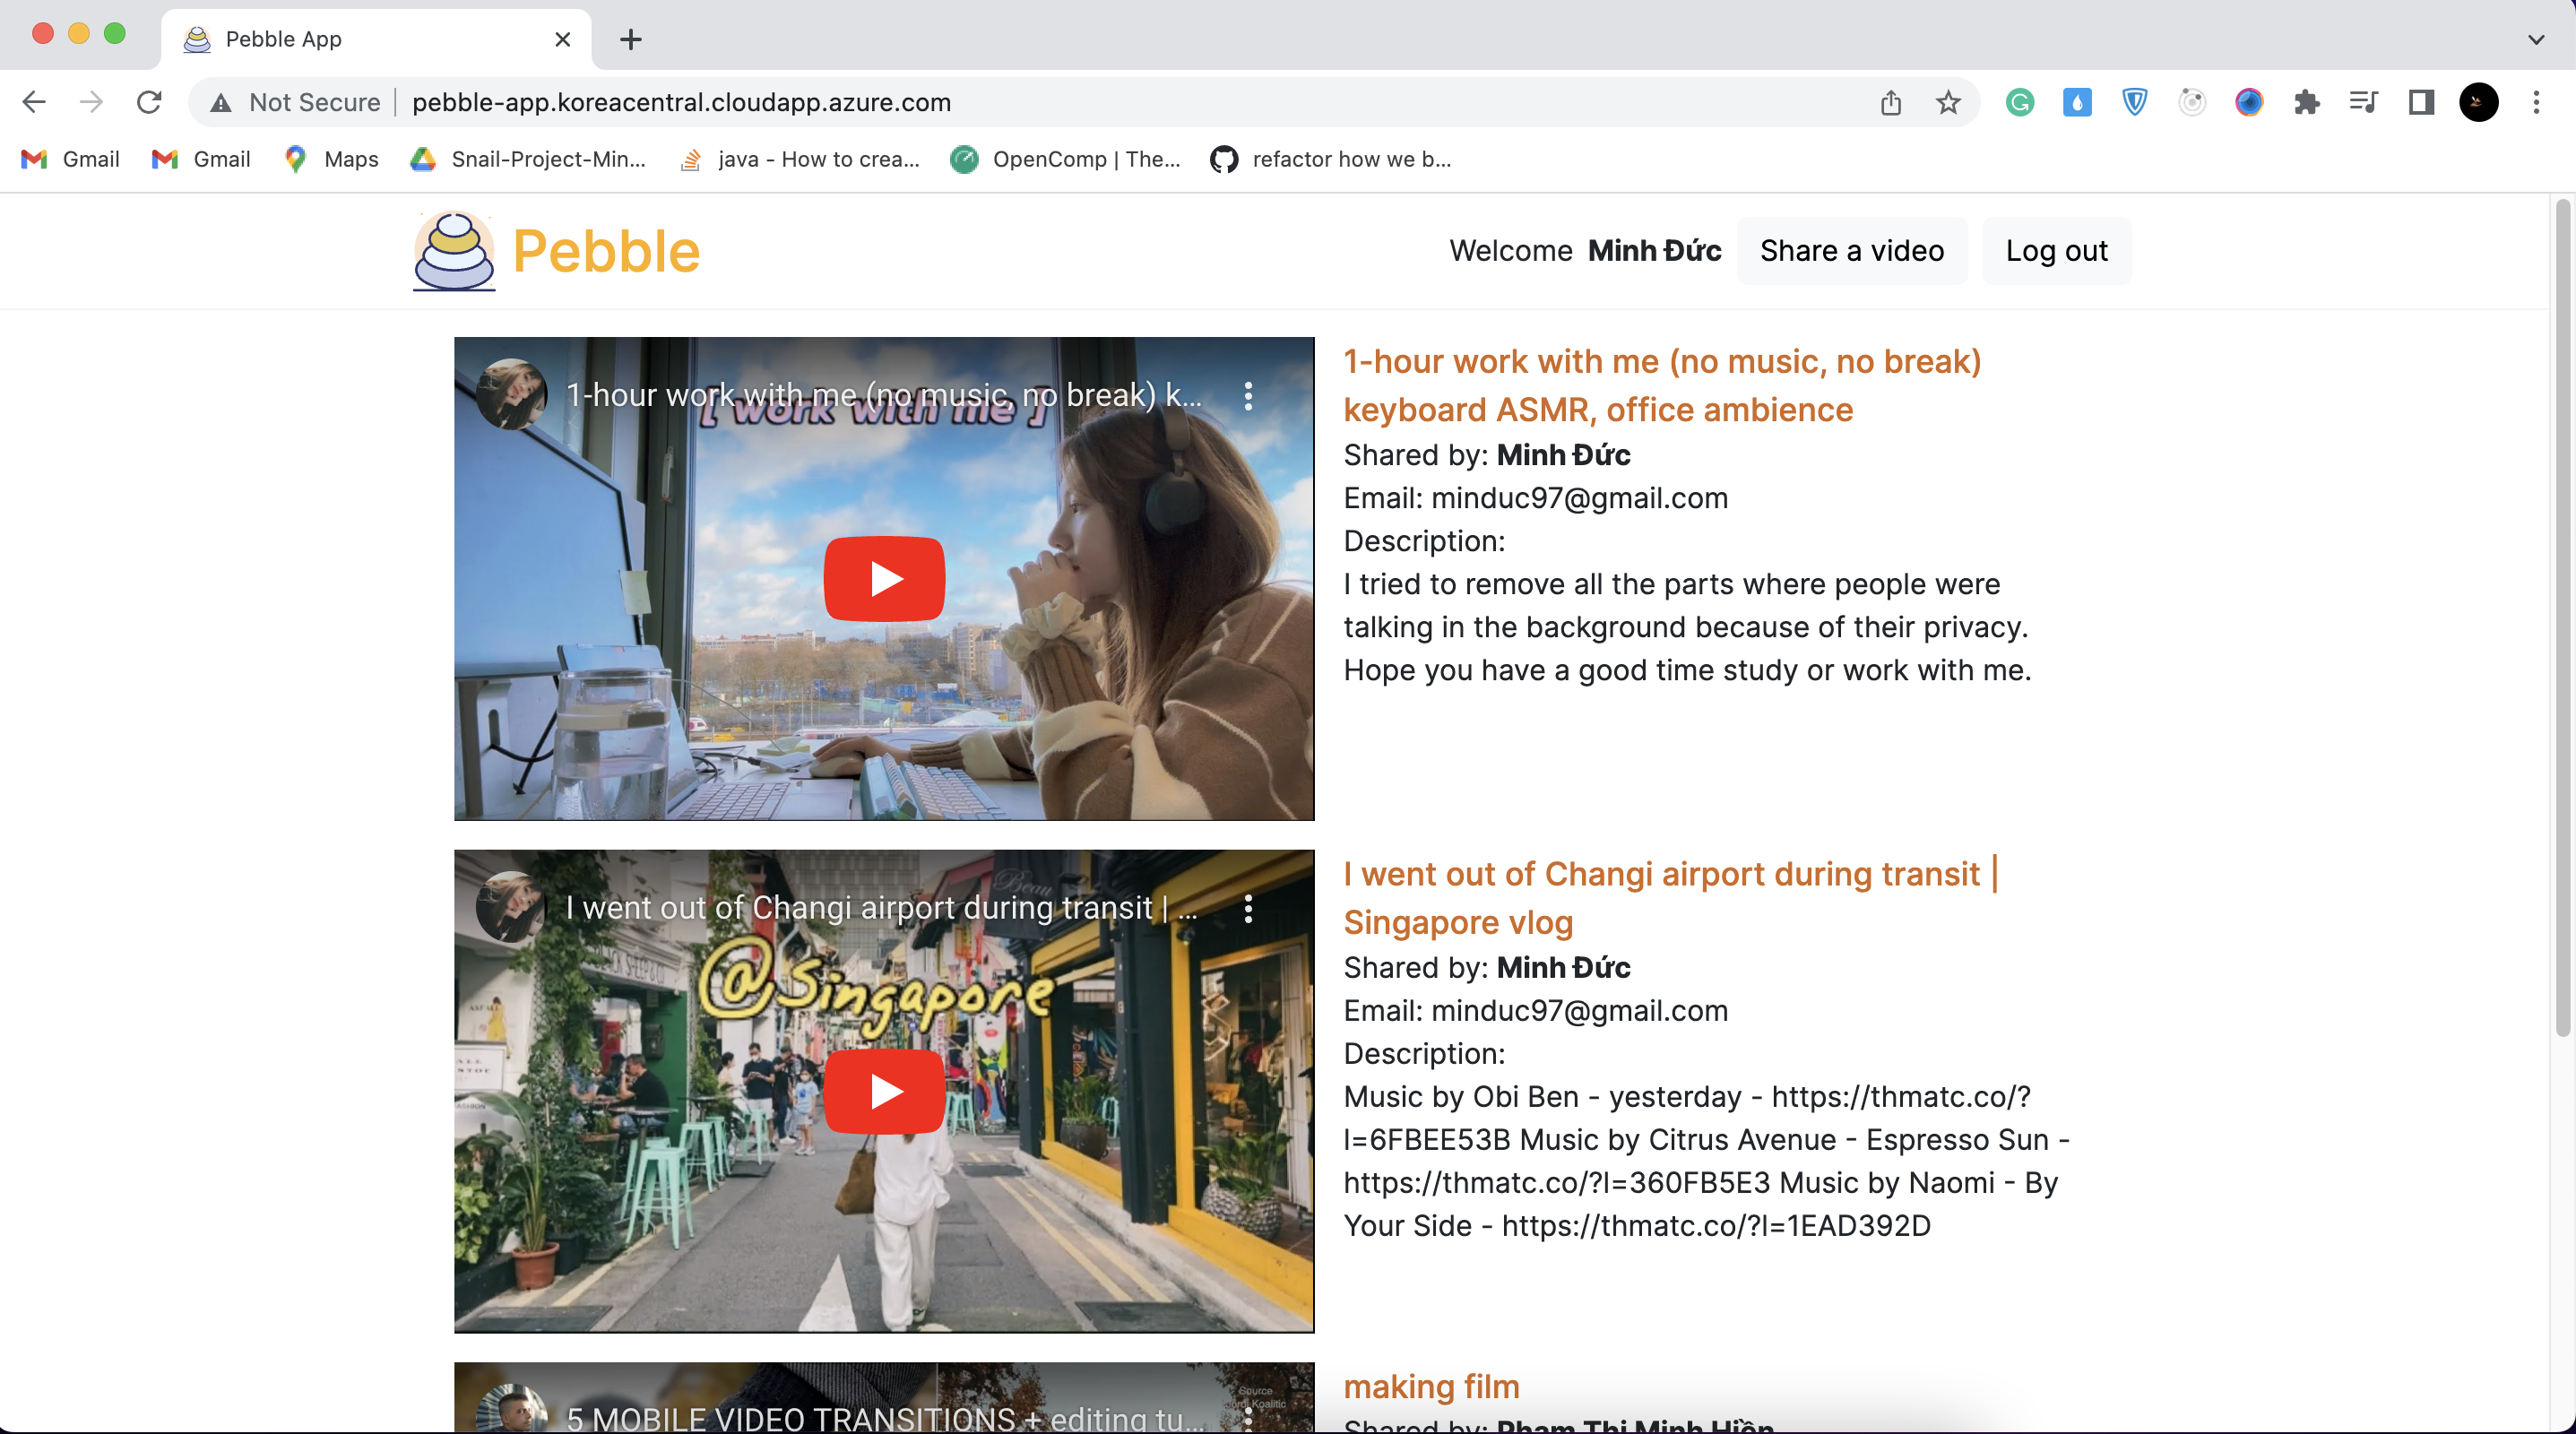 Pebble App
Not Secure
pebble-app.koreacentral.cloudapp.azure.com
Gmail
Gmail
Maps
Snail-Project-Min...
java - How to crea...
OpenComp | The...
refactor how we b...
Pebble
Welcome Minh Đức
Share a video
Log out
1-hour work with me (no music, no break) k...
[ work with me ]
1-hour work with me (no music, no break)
keyboard ASMR, office ambience
Shared by: Minh Đức
Email: minduc97@gmail.com
Description:
I tried to remove all the parts where people were
talking in the background because of their privacy.
Hope you have a good time study or work with me.
I went out of Changi airport during transit | ...
Beau
@Singapore
I went out of Changi airport during transit |
Singapore vlog
Shared by: Minh Đức
Email: minduc97@gmail.com
Description:
Music by Obi Ben - yesterday - https://thmatc.co/?
l=6FBEE53B Music by Citrus Avenue - Espresso Sun -
https://thmatc.co/?l=360FB5E3 Music by Naomi - By
Your Side - https://thmatc.co/?l=1EAD392D
5 MOBILE VIDEO TRANSITIONS + editing tu...
Source
making film
Shared by: Phạm Thị Minh Hiền